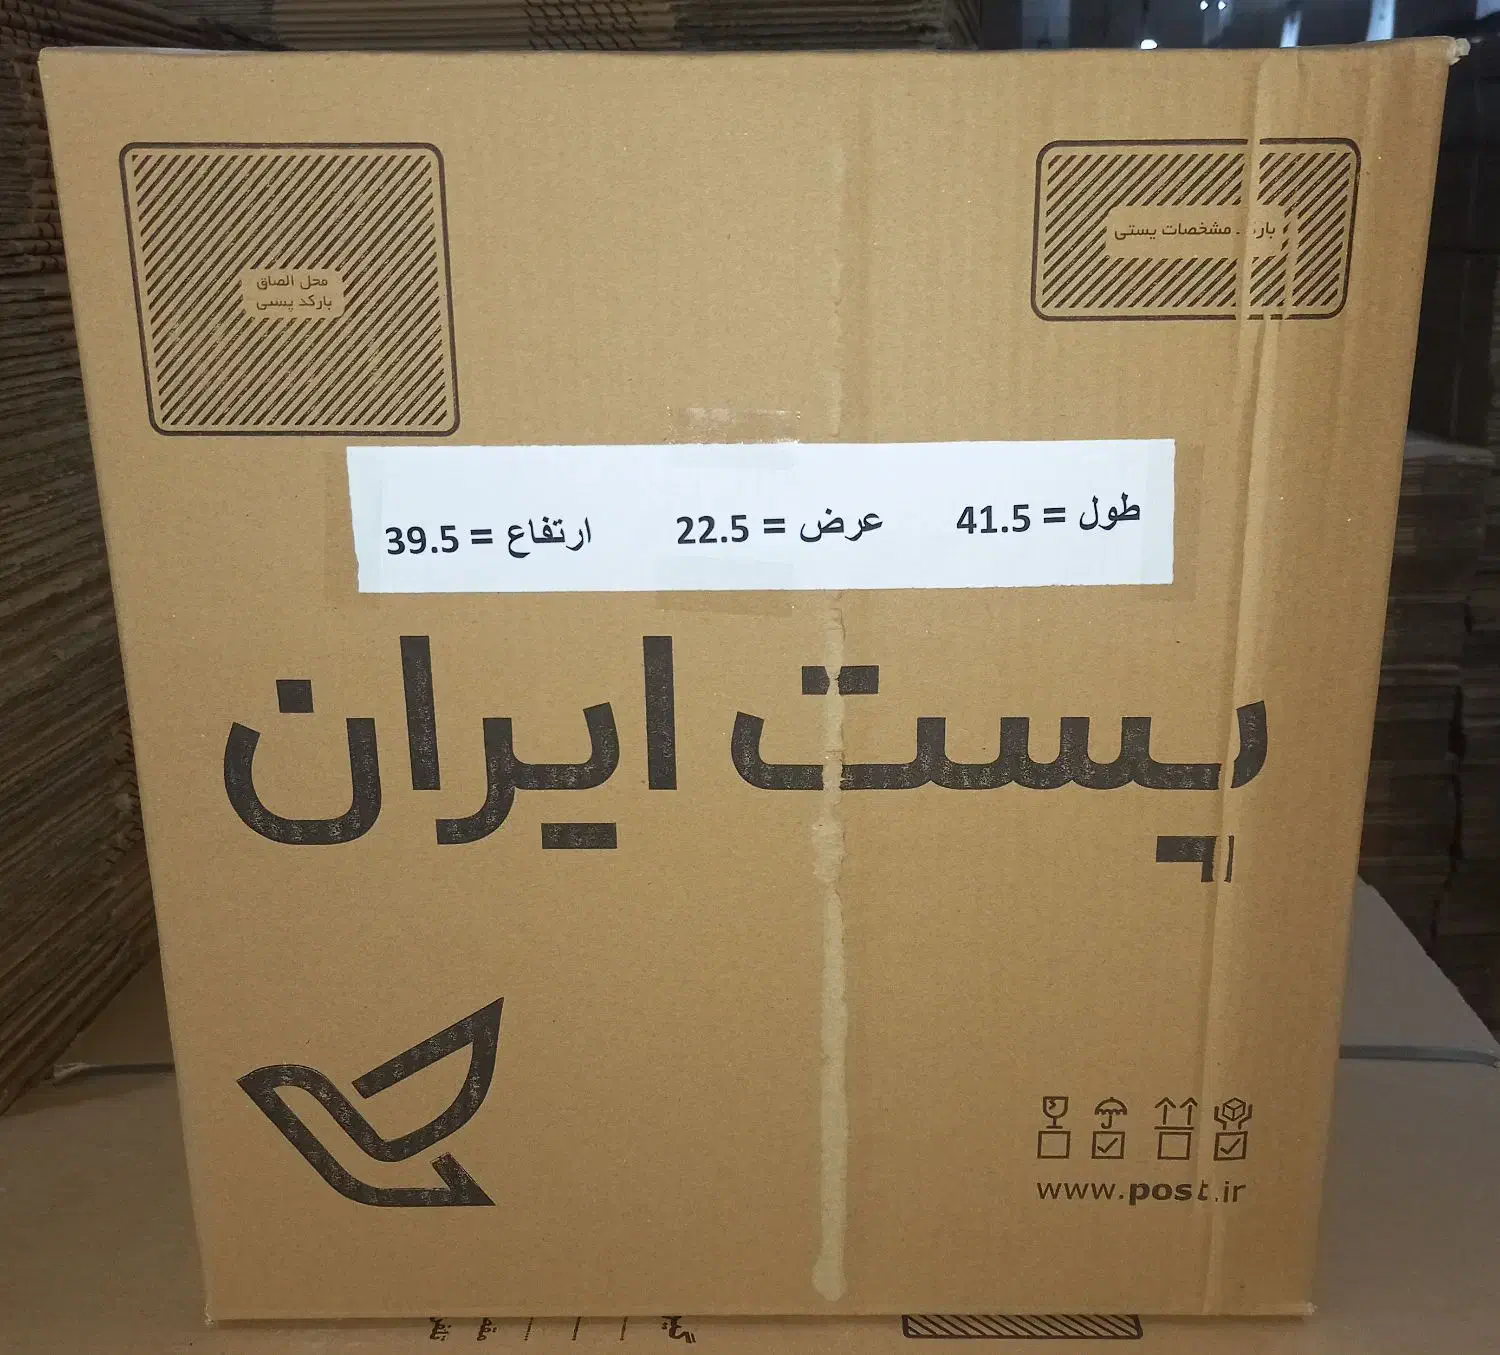 بارکد مشخصات پستی
محل الصاق
بارکد پستی
طول = 41.5 عرض = 22.5 ارتفاع = 39.5
پست ایران
www.post.ir